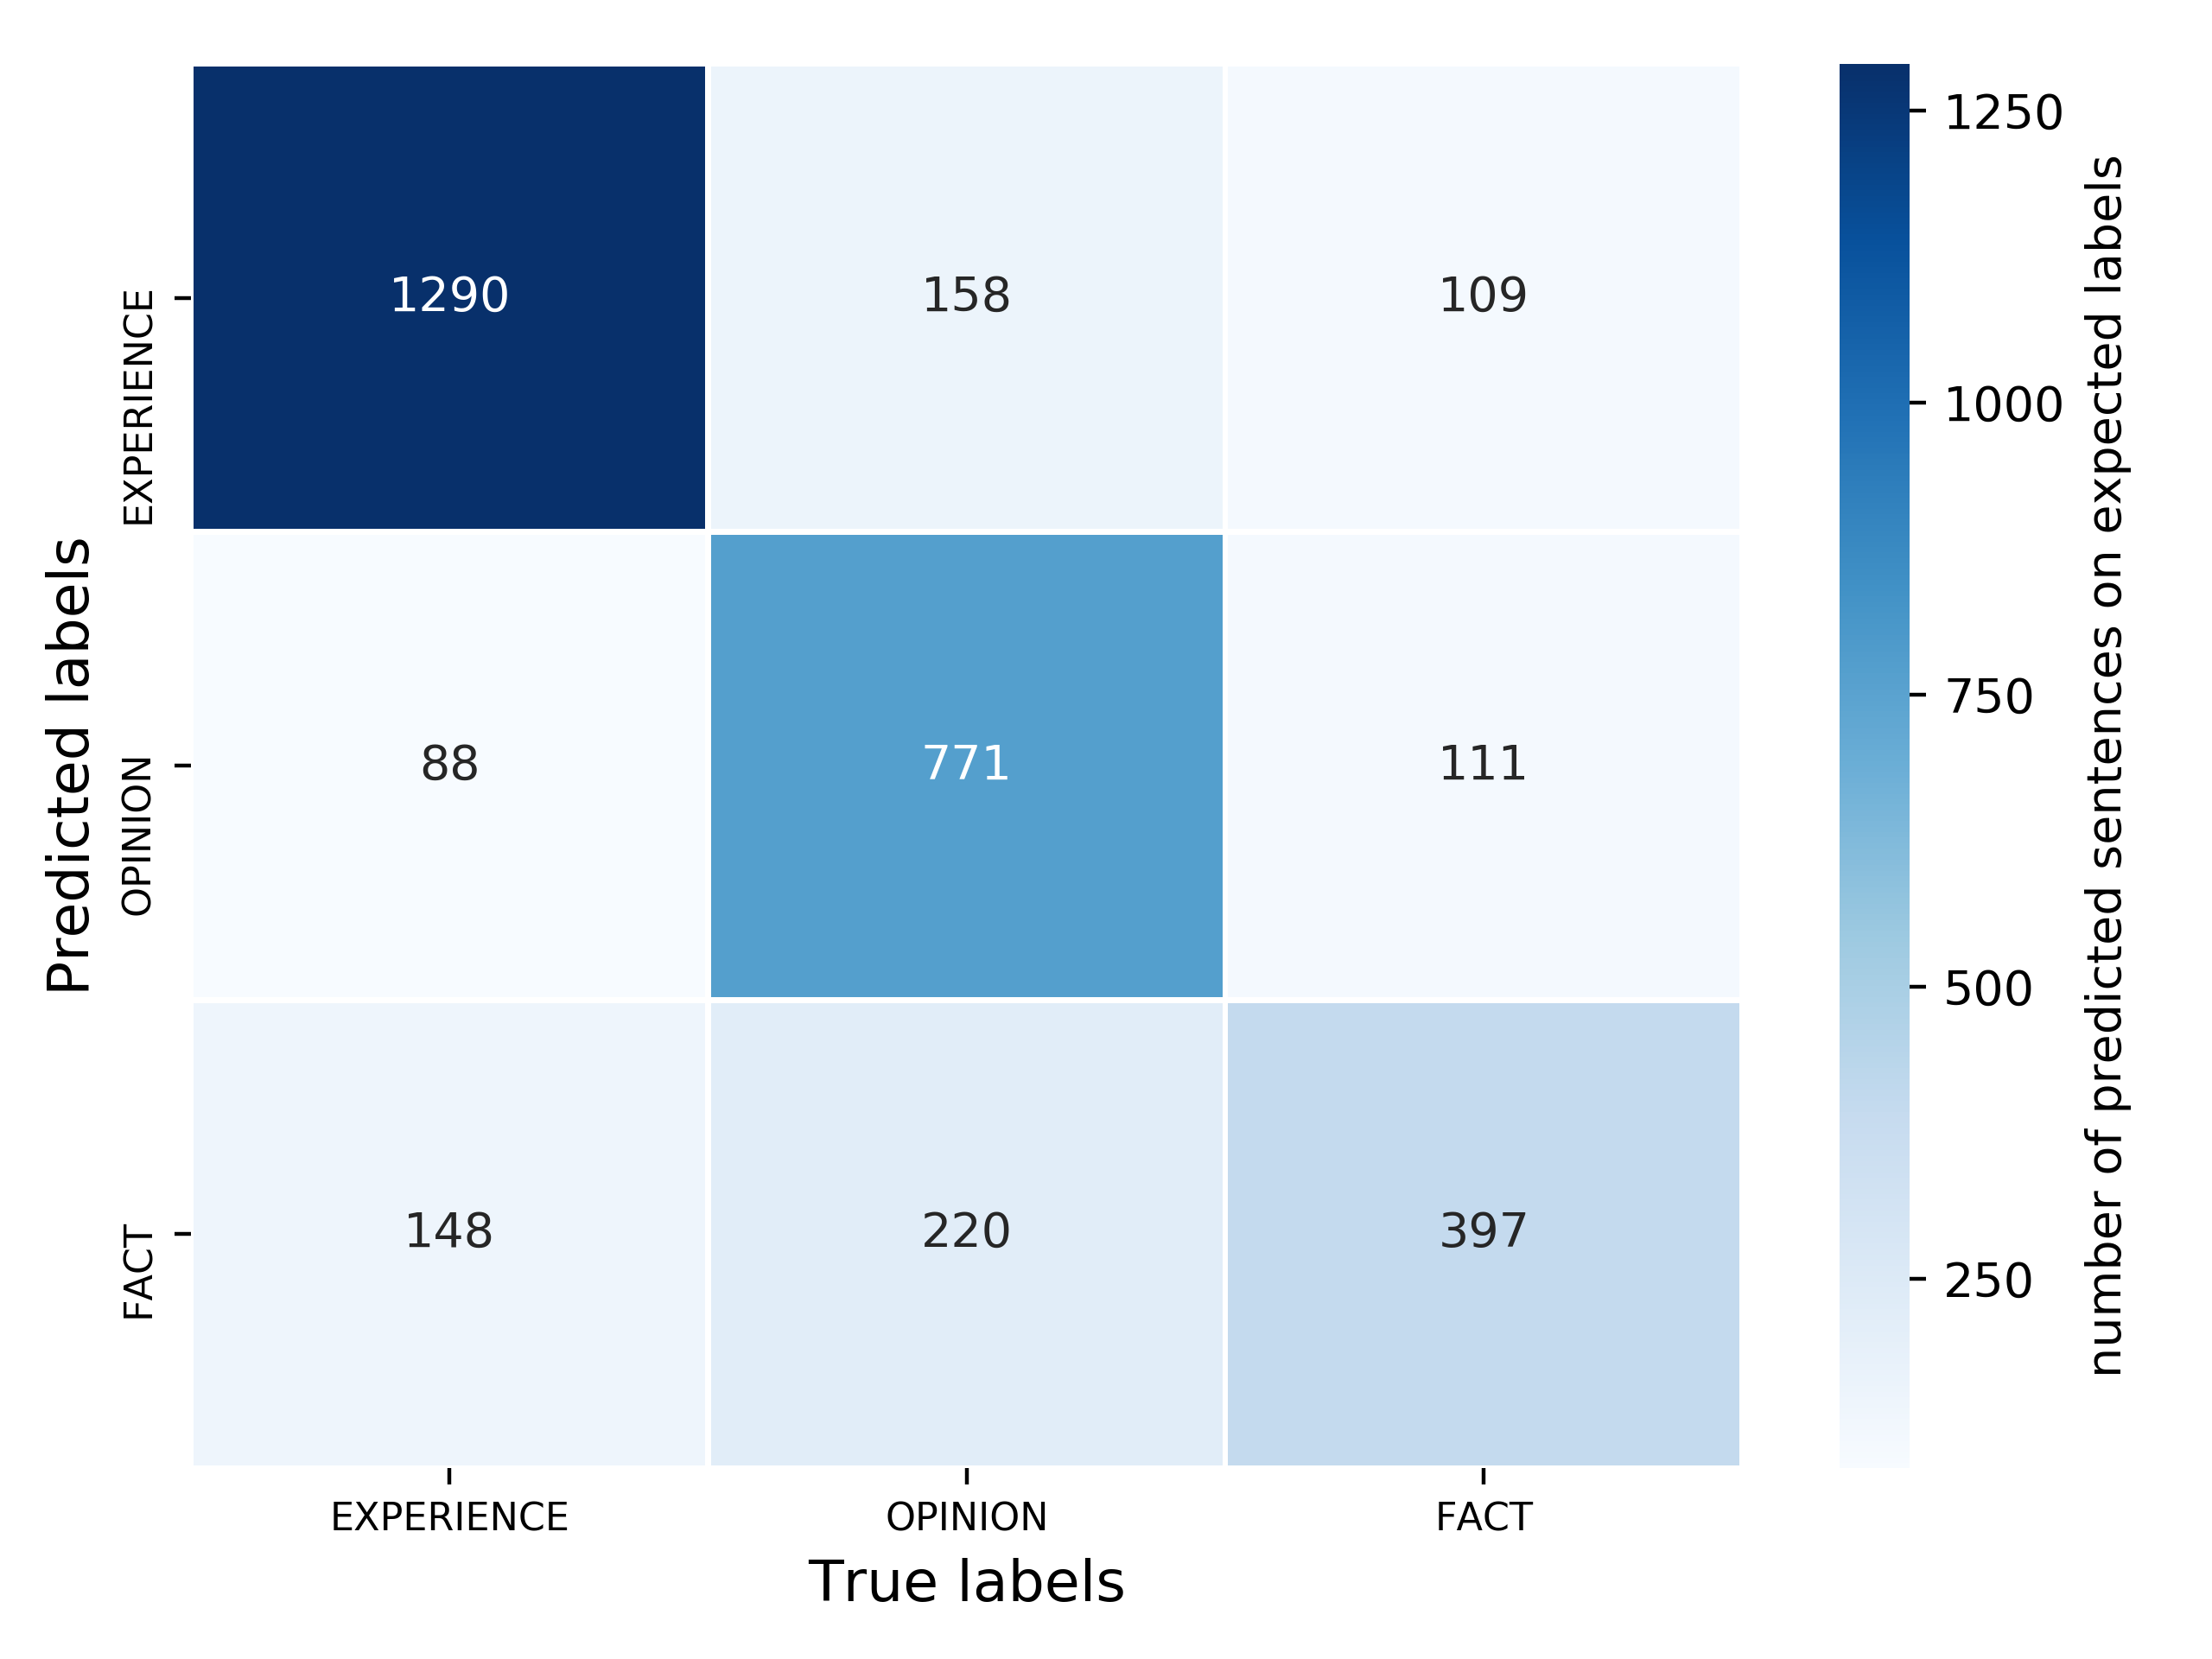 Predicted labels
EXPERIENCE
1290 158 109
OPINION
88 771 111
FACT
148 220 397
EXPERIENCE OPINION FACT
True labels
1250
1000
750
500
250
number of predicted sentences on expected labels